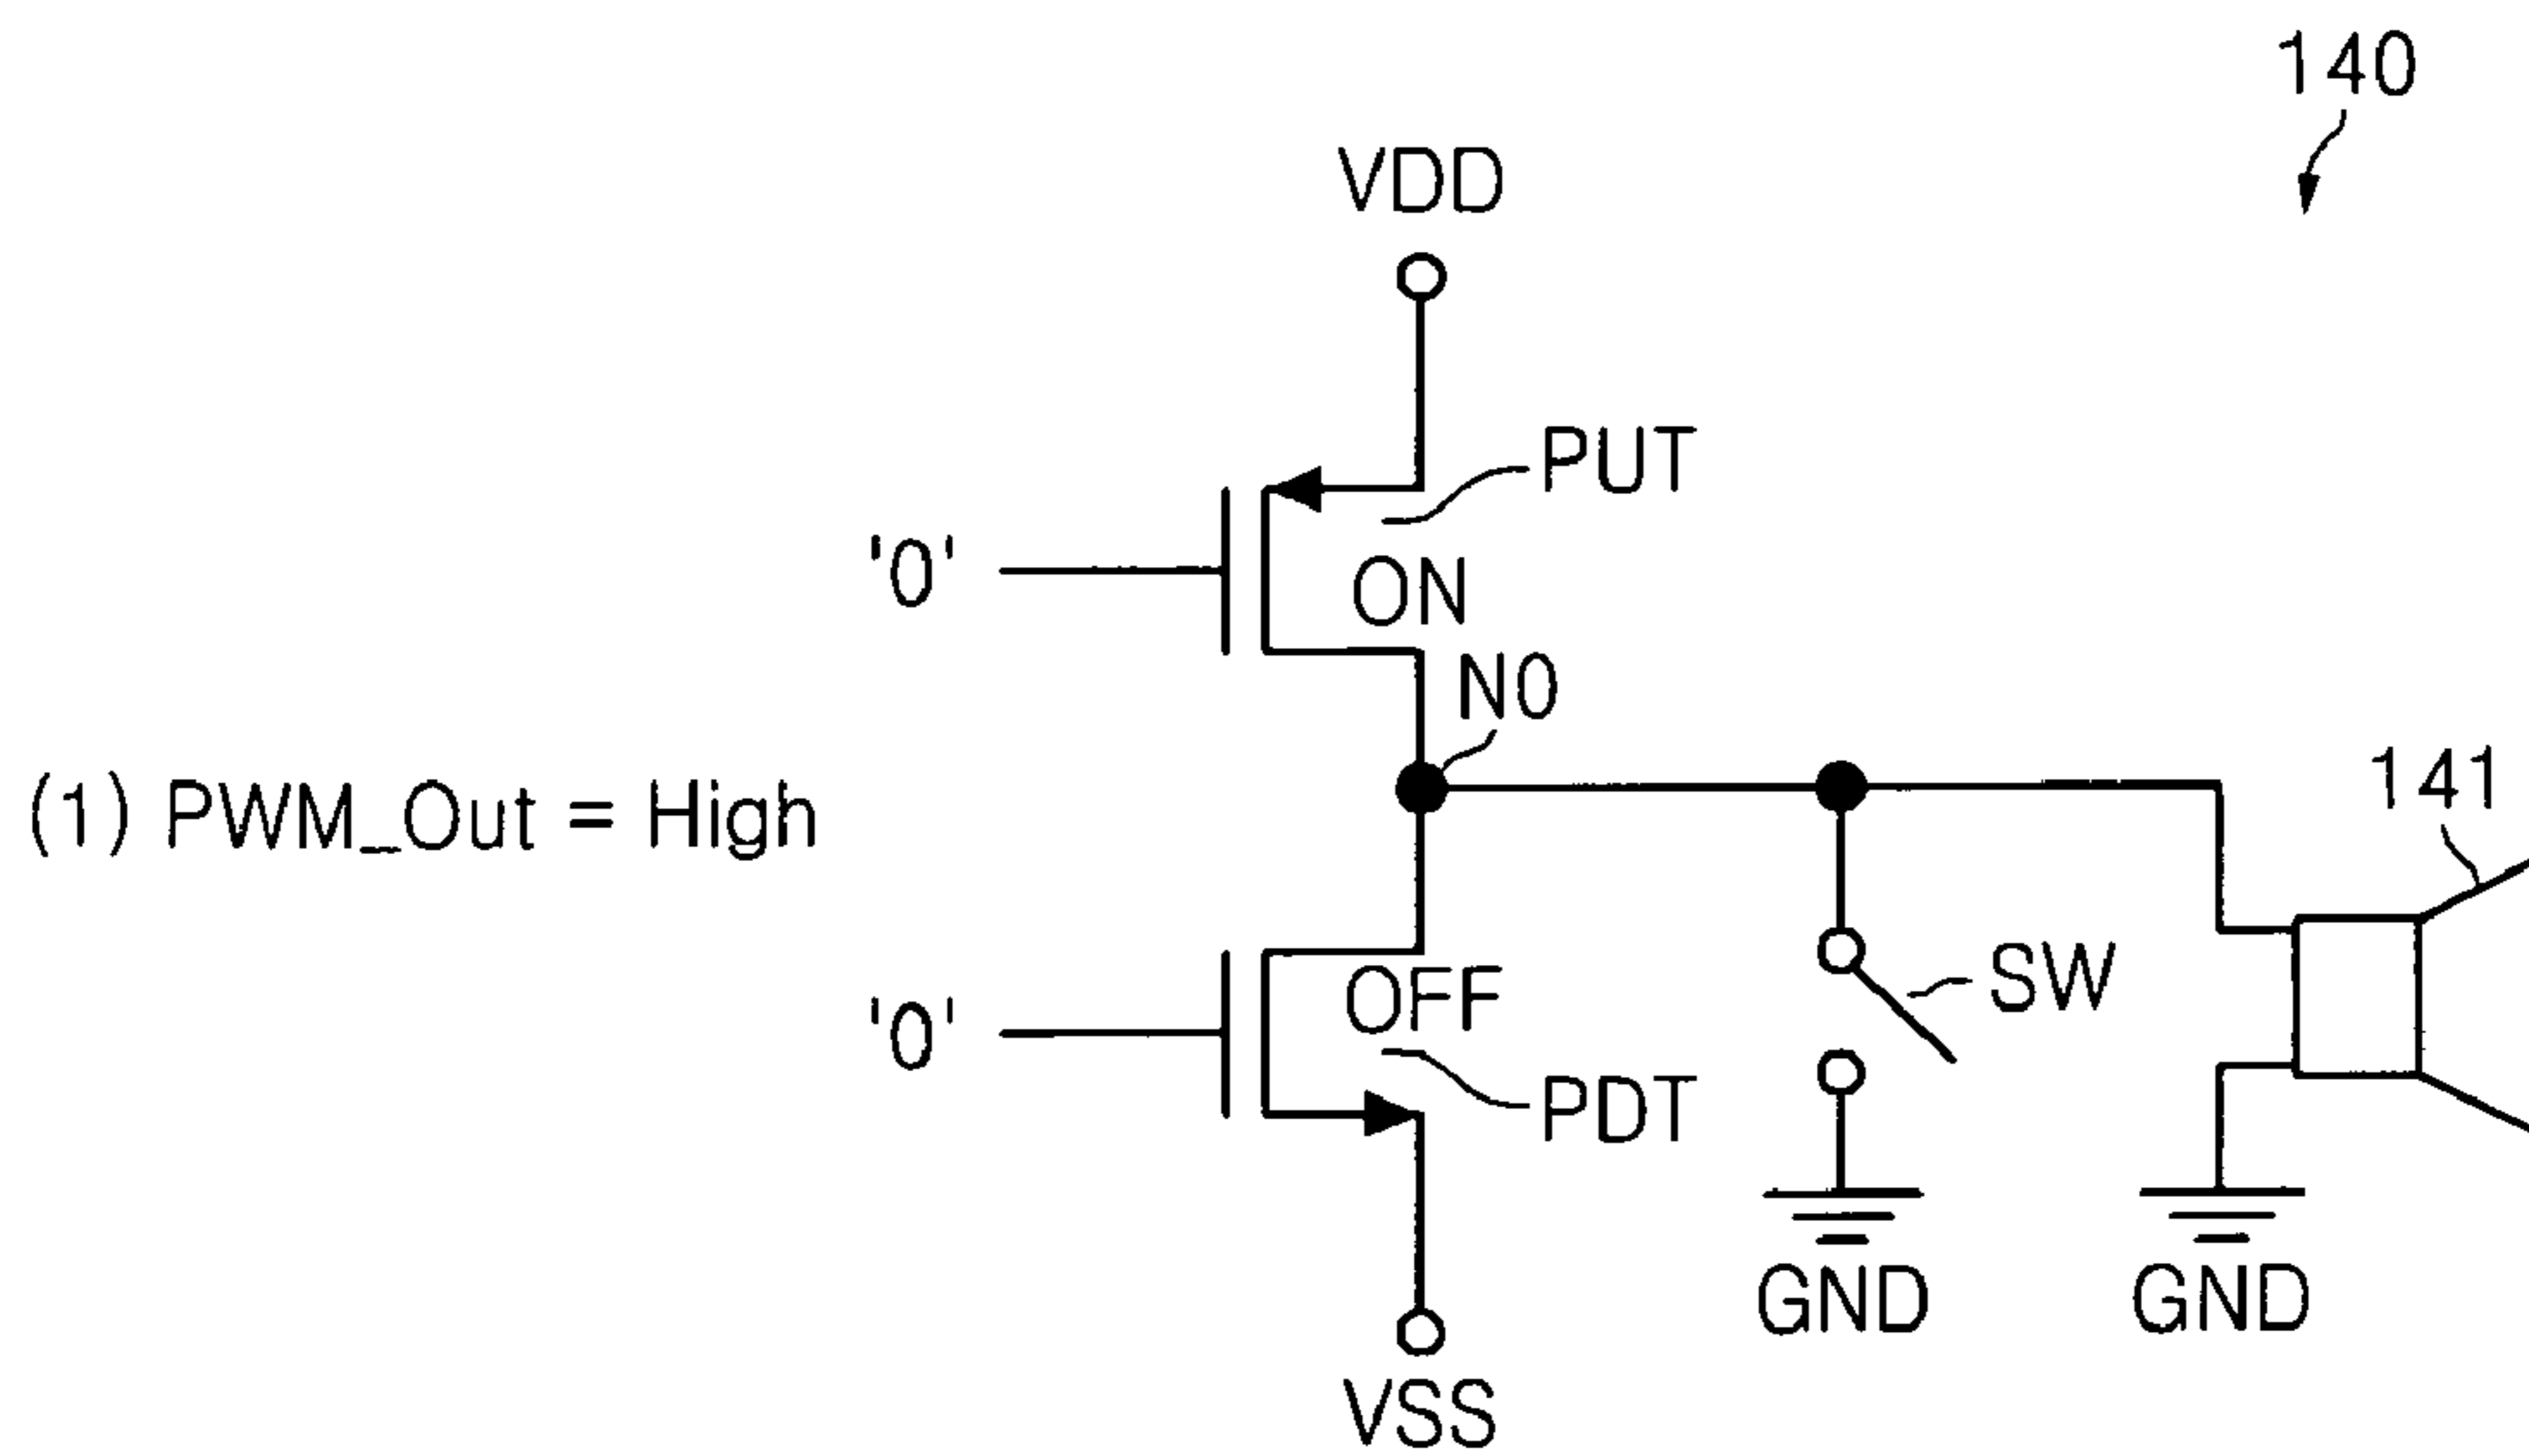 140
VDD
PUT
'0'
ON
N0
(1) PWM_Out = High
141
'0'
OFF
SW
PDT
GND
GND
VSS